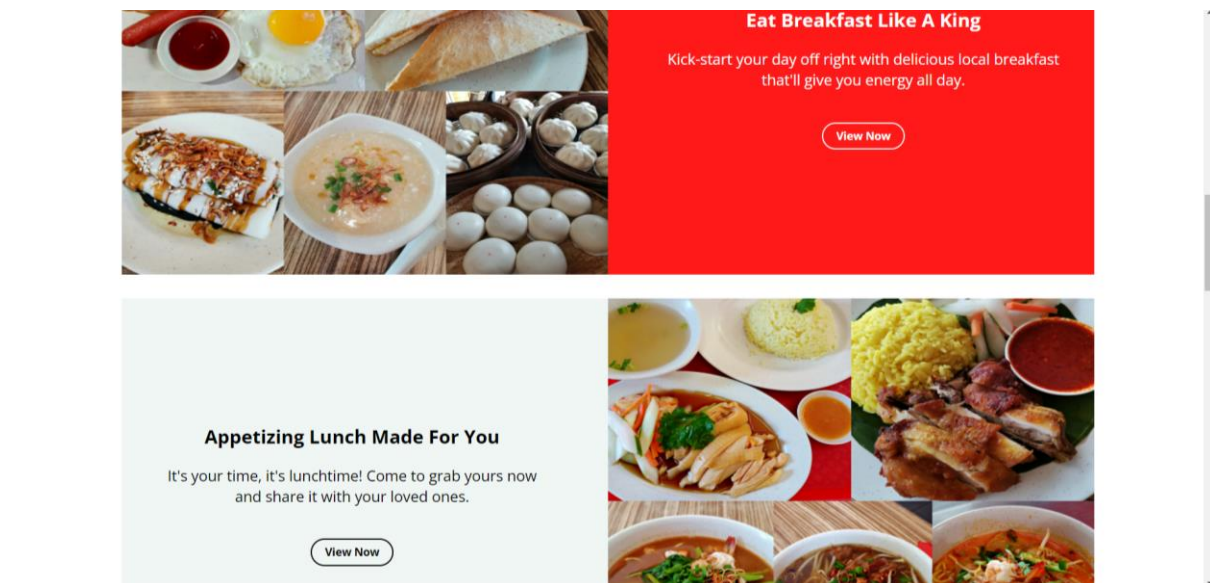 Eat Breakfast Like A King
Kick-start your day off right with delicious local breakfast
that'll give you energy all day.
View Now
Appetizing Lunch Made For You
It's your time, it's lunchtime! Come to grab yours now
and share it with your loved ones.
View Now